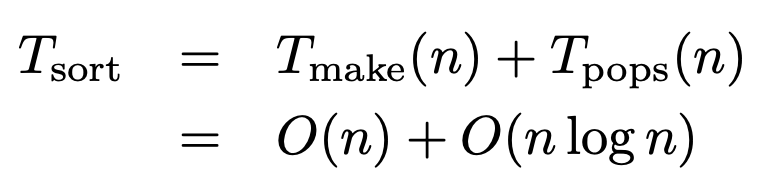 T_sort = T_make(n) + T_pops(n)
= O(n) + O(n log n)